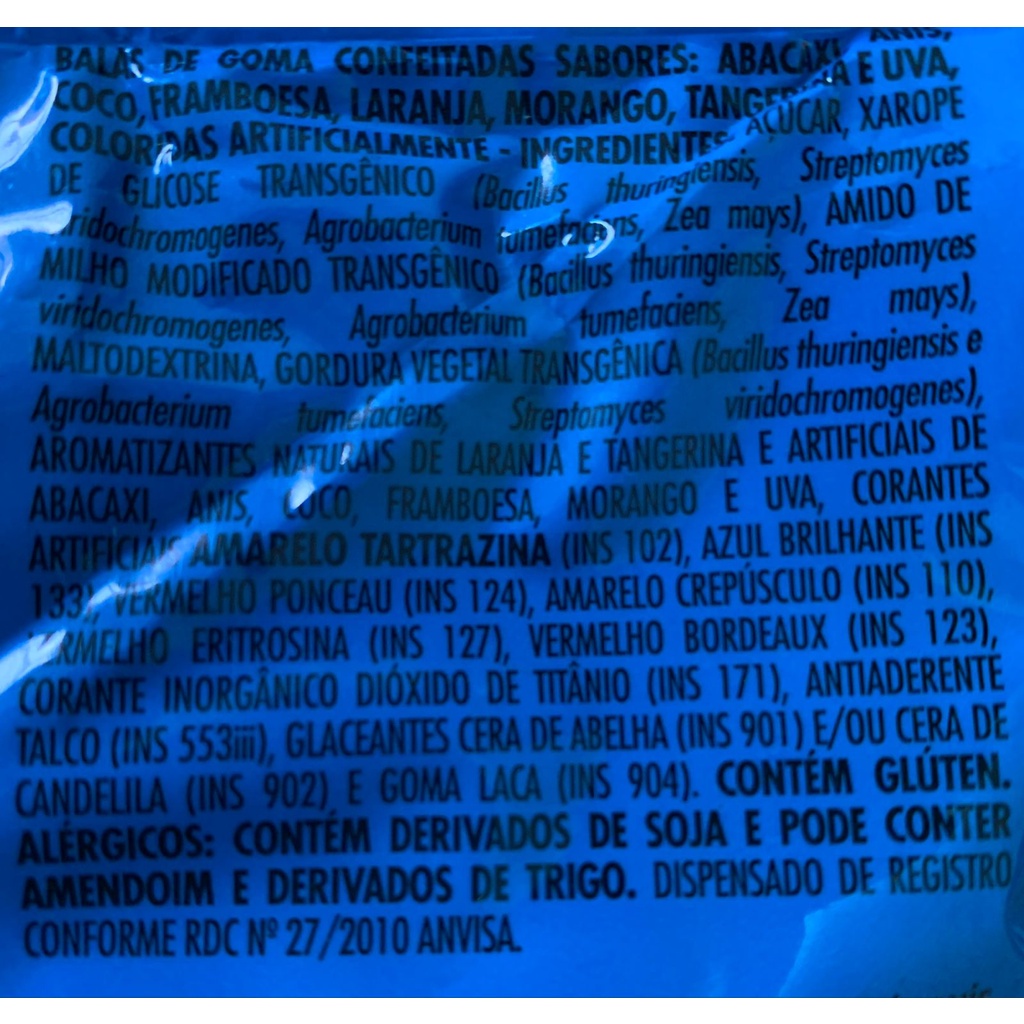 BALAS DE GOMA CONFEITADAS SABORES: ABACAXI, ANIS,
COCO, FRAMBOESA, LARANJA, MORANGO, TANGERINA E UVA,
COLORIDAS ARTIFICIALMENTE - INGREDIENTES: AÇÚCAR, XAROPE
DE GLICOSE TRANSGÊNICO (Bacillus thuringiensis, Streptomyces
viridochromogenes, Agrobacterium tumefaciens, Zea mays), AMIDO DE
MILHO MODIFICADO TRANSGÊNICO (Bacillus thuringiensis, Streptomyces
viridochromogenes, Agrobacterium tumefaciens, Zea mays),
MALTODEXTRINA, GORDURA VEGETAL TRANSGÊNICA (Bacillus thuringiensis e
Agrobacterium tumefaciens, Streptomyces viridochromogenes),
AROMATIZANTES NATURAIS DE LARANJA E TANGERINA E ARTIFICIAIS DE
ABACAXI, ANIS, COCO, FRAMBOESA, MORANGO E UVA, CORANTES
ARTIFICIAIS AMARELO TARTRAZINA (INS 102), AZUL BRILHANTE (INS
133), VERMELHO PONCEAU (INS 124), AMARELO CREPÚSCULO (INS 110),
VERMELHO ERITROSINA (INS 127), VERMELHO BORDEAUX (INS 123),
CORANTE INORGÂNICO DIÓXIDO DE TITÂNIO (INS 171), ANTIADERENTE
TALCO (INS 553iii), GLACEANTES CERA DE ABELHA (INS 901) E/OU CERA DE
CANDELILA (INS 902) E GOMA LACA (INS 904). CONTÉM GLÚTEN.
ALÉRGICOS: CONTÉM DERIVADOS DE SOJA E PODE CONTER
AMENDOIM E DERIVADOS DE TRIGO. DISPENSADO DE REGISTRO
CONFORME RDC Nº 27/2010 ANVISA.